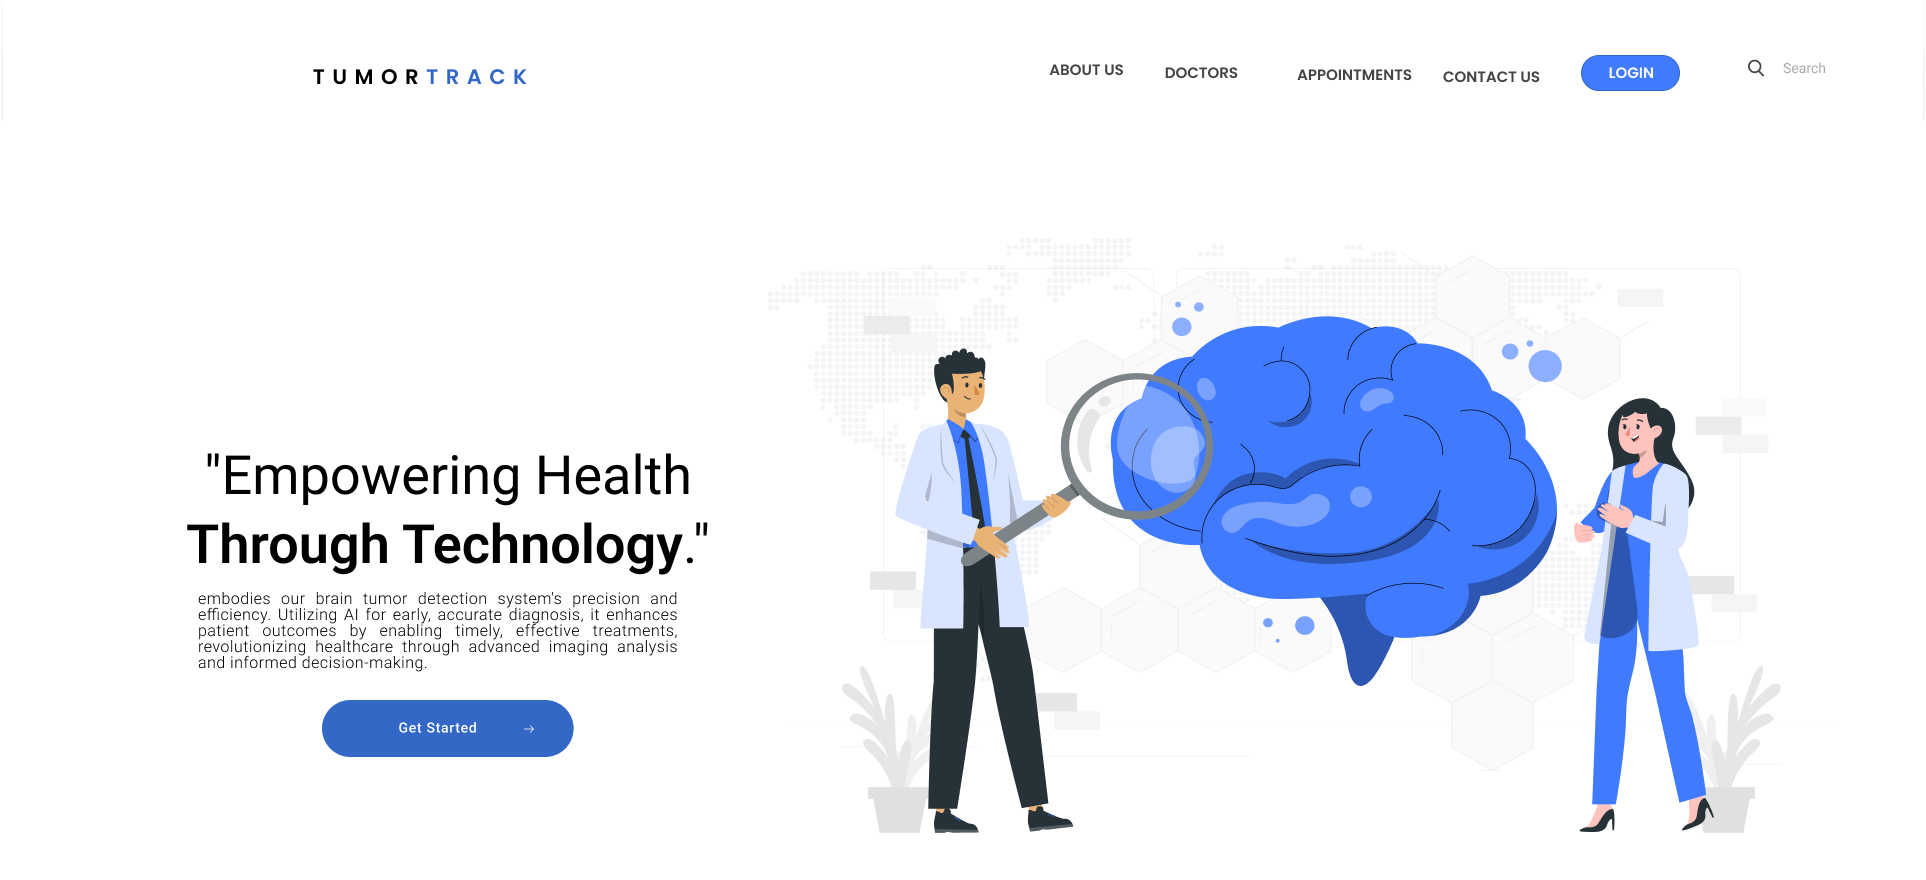 TUMORTRACK
ABOUT US
DOCTORS
APPOINTMENTS
CONTACT US
LOGIN
Search
"Empowering Health
Through Technology."
embodies our brain tumor detection system's precision and
efficiency. Utilizing AI for early, accurate diagnosis, it enhances
patient outcomes by enabling timely, effective treatments,
revolutionizing healthcare through advanced imaging analysis
and informed decision-making.
Get Started →